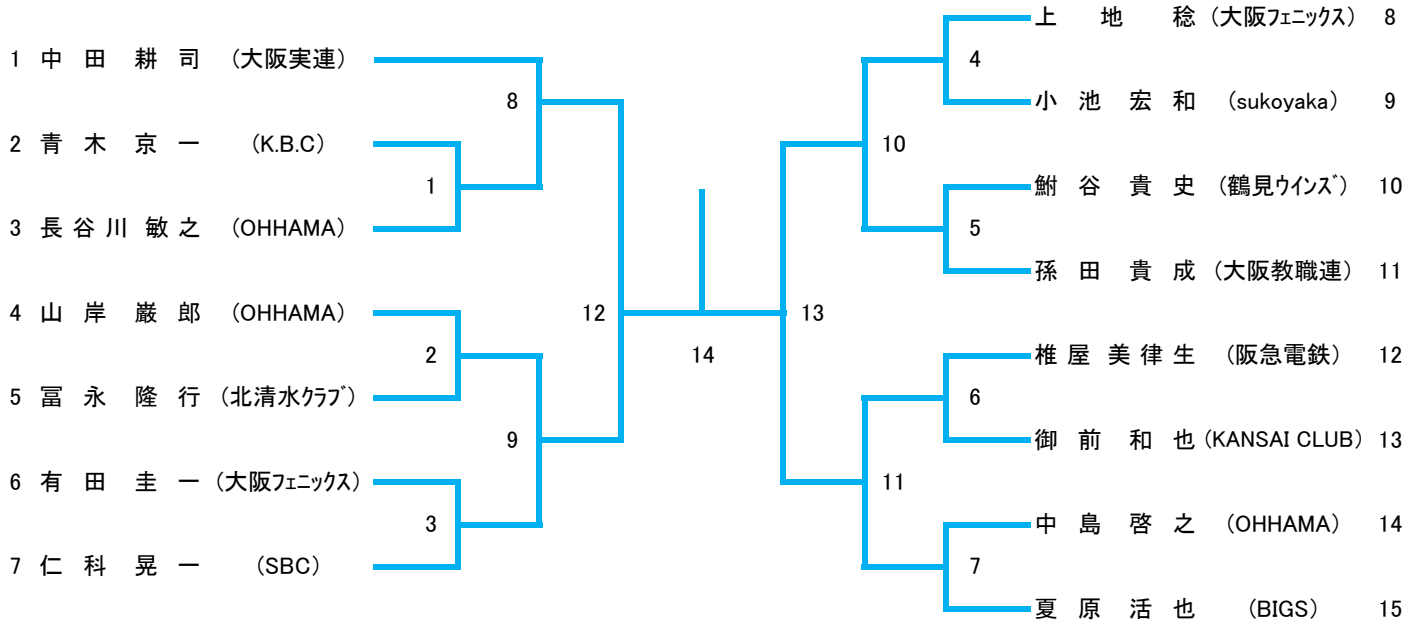 上 地 稔 (大阪フェニックス) 8
1 中 田 耕 司 (大阪実連)
4
8
小 池 宏 和 (sukoyaka) 9
2 青 木 京 一 (K.B.C)
10
1
鮒 谷 貴 史 (鶴見ウインズ) 10
3 長 谷 川 敏 之 (OHHAMA)
5
孫 田 貴 成 (大阪教職連) 11
4 山 岸 巌 郎 (OHHAMA)
12
13
2
14
椎 屋 美 律 生 (阪急電鉄) 12
5 冨 永 隆 行 (北清水クラブ)
6
9
御 前 和 也 (KANSAI CLUB) 13
6 有 田 圭 一 (大阪フェニックス)
11
3
中 島 啓 之 (OHHAMA) 14
7 仁 科 晃 一 (SBC)
7
夏 原 活 也 (BIGS) 15